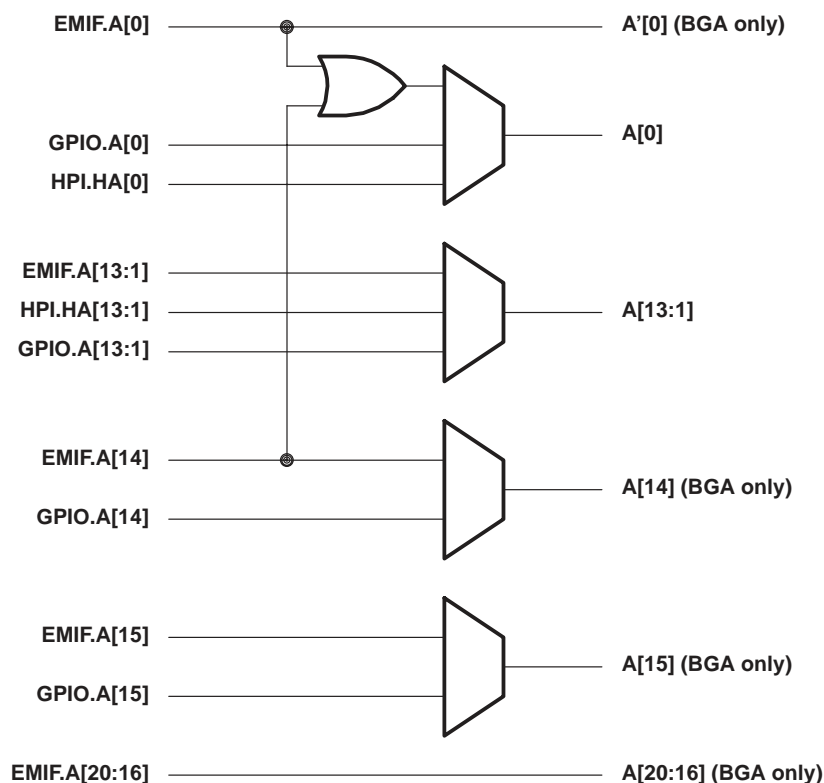 EMIF.A[0]
A'[0] (BGA only)
GPIO.A[0]
A[0]
HPI.HA[0]
EMIF.A[13:1]
HPI.HA[13:1]
A[13:1]
GPIO.A[13:1]
EMIF.A[14]
A[14] (BGA only)
GPIO.A[14]
EMIF.A[15]
A[15] (BGA only)
GPIO.A[15]
EMIF.A[20:16]
A[20:16] (BGA only)